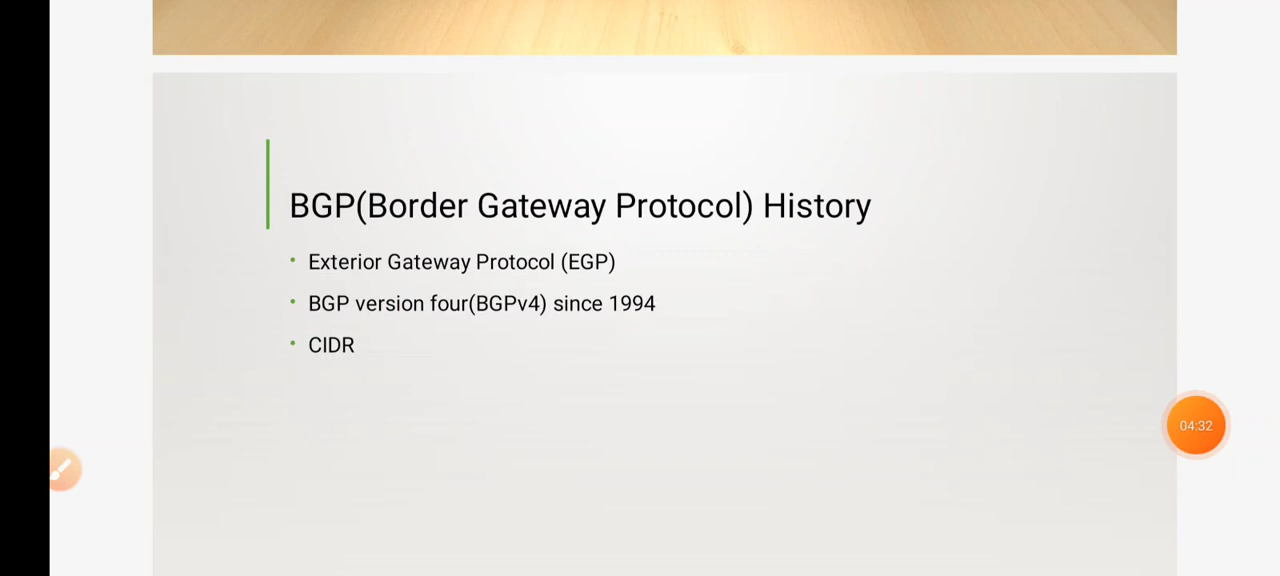 BGP(Border Gateway Protocol) History
• Exterior Gateway Protocol (EGP)
• BGP version four(BGPv4) since 1994
• CIDR
04:32